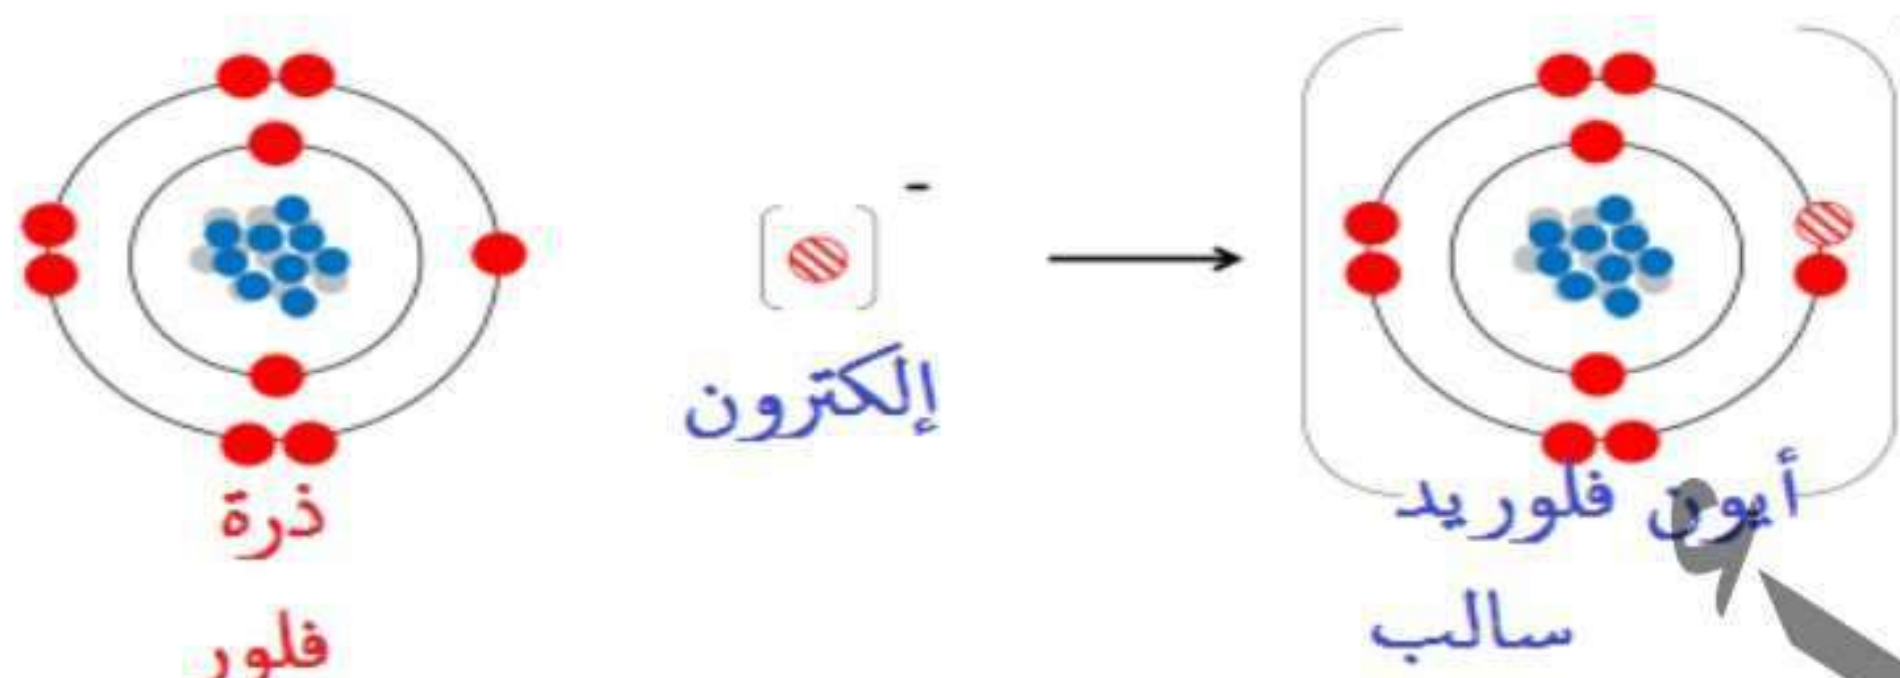 إلكترون
ذرة
فلور
أيون فلوريد
سالب
-